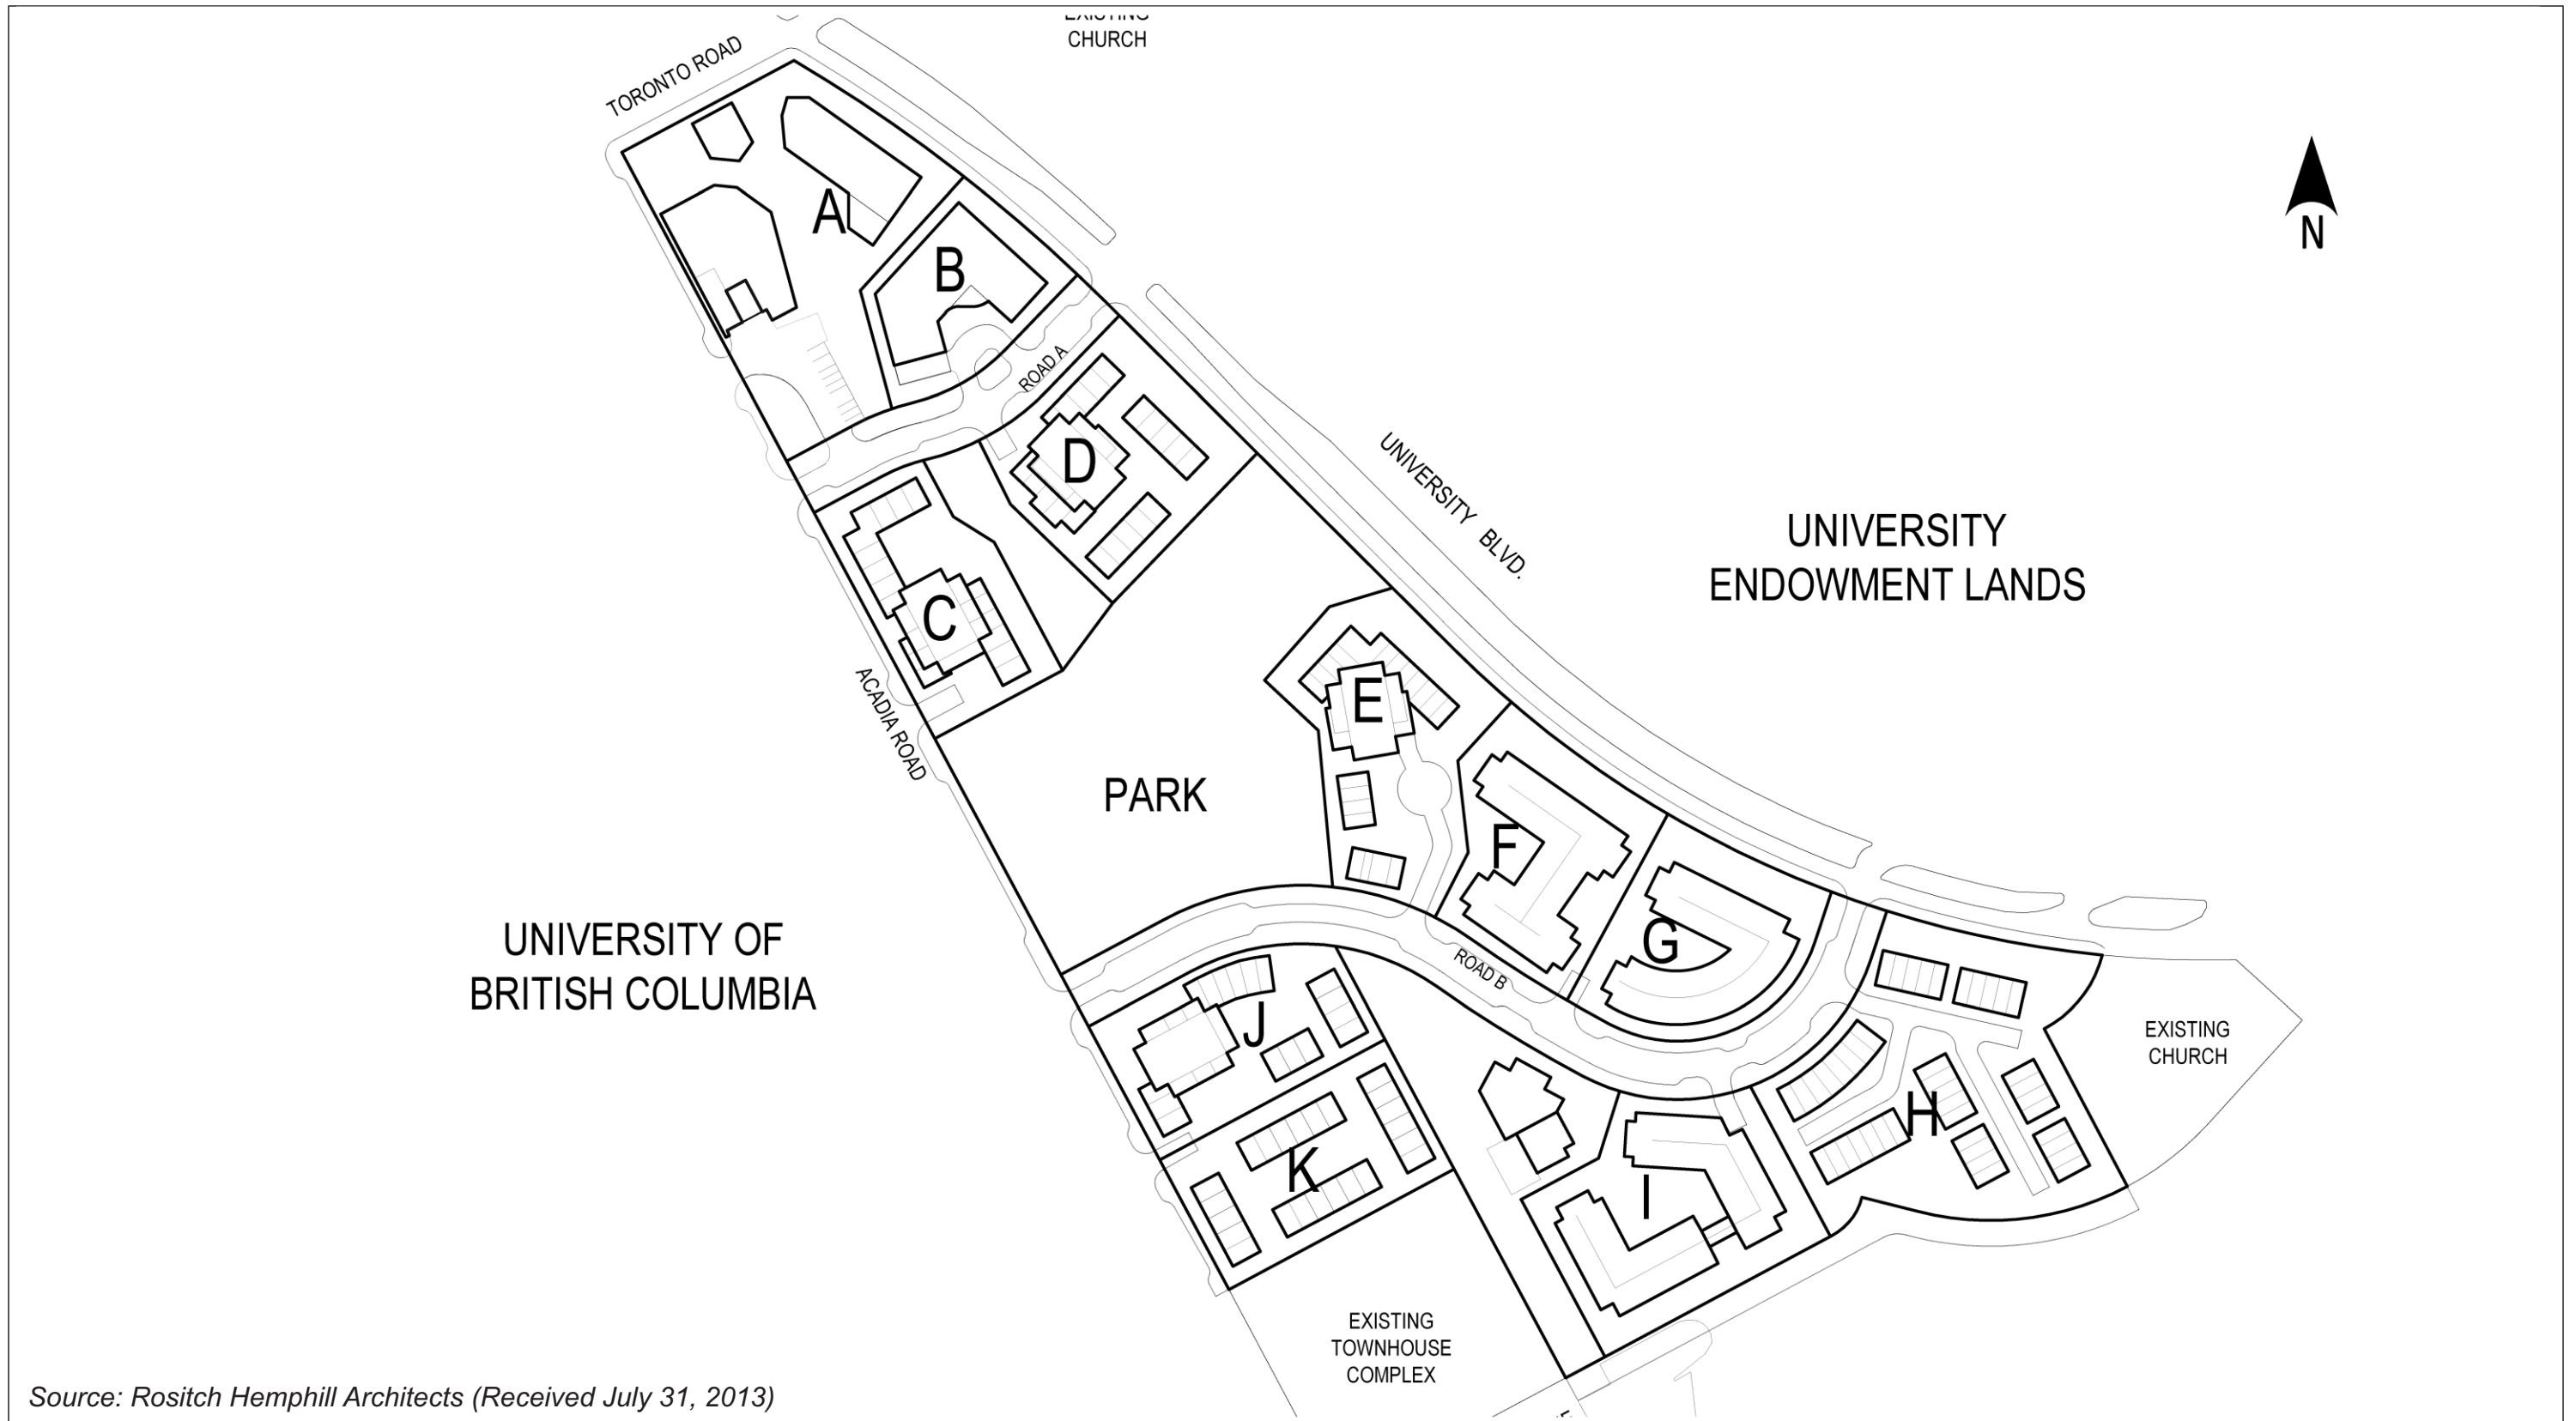 EXISTING
CHURCH
TORONTO ROAD
A
B
N
ROAD A
D
UNIVERSITY BLVD.
UNIVERSITY
ENDOWMENT LANDS
C
ACADIA ROAD
E
PARK
F
G
UNIVERSITY OF
BRITISH COLUMBIA
ROAD B
J
EXISTING
CHURCH
H
K
I
EXISTING
TOWNHOUSE
COMPLEX
Source: Rositch Hemphill Architects (Received July 31, 2013)